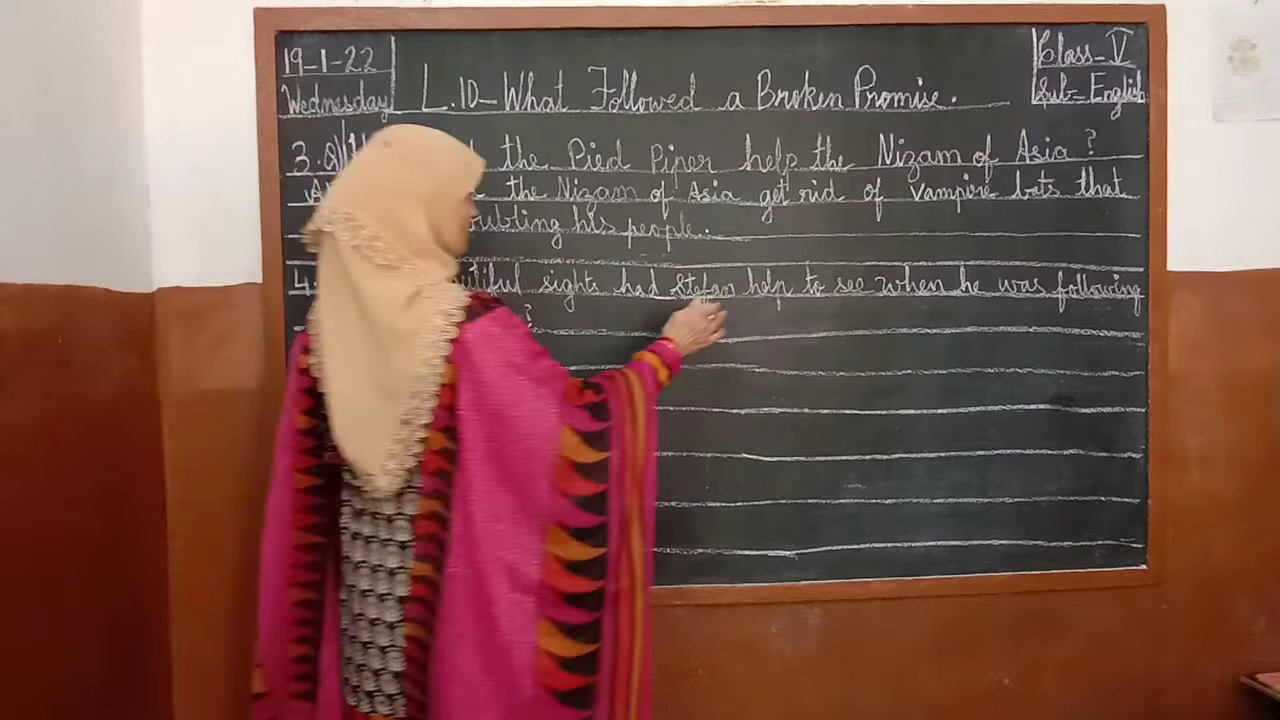 19-1-22
Wednesday
L.10-What Followed a Broken Promise.
Class-V
Sub-English
3. Q the Pied Piper help the Nizam of Asia?
the Nizam of Asia get rid of vampire bats that
his people.
4. sights had Stefan help to see when he was following
?